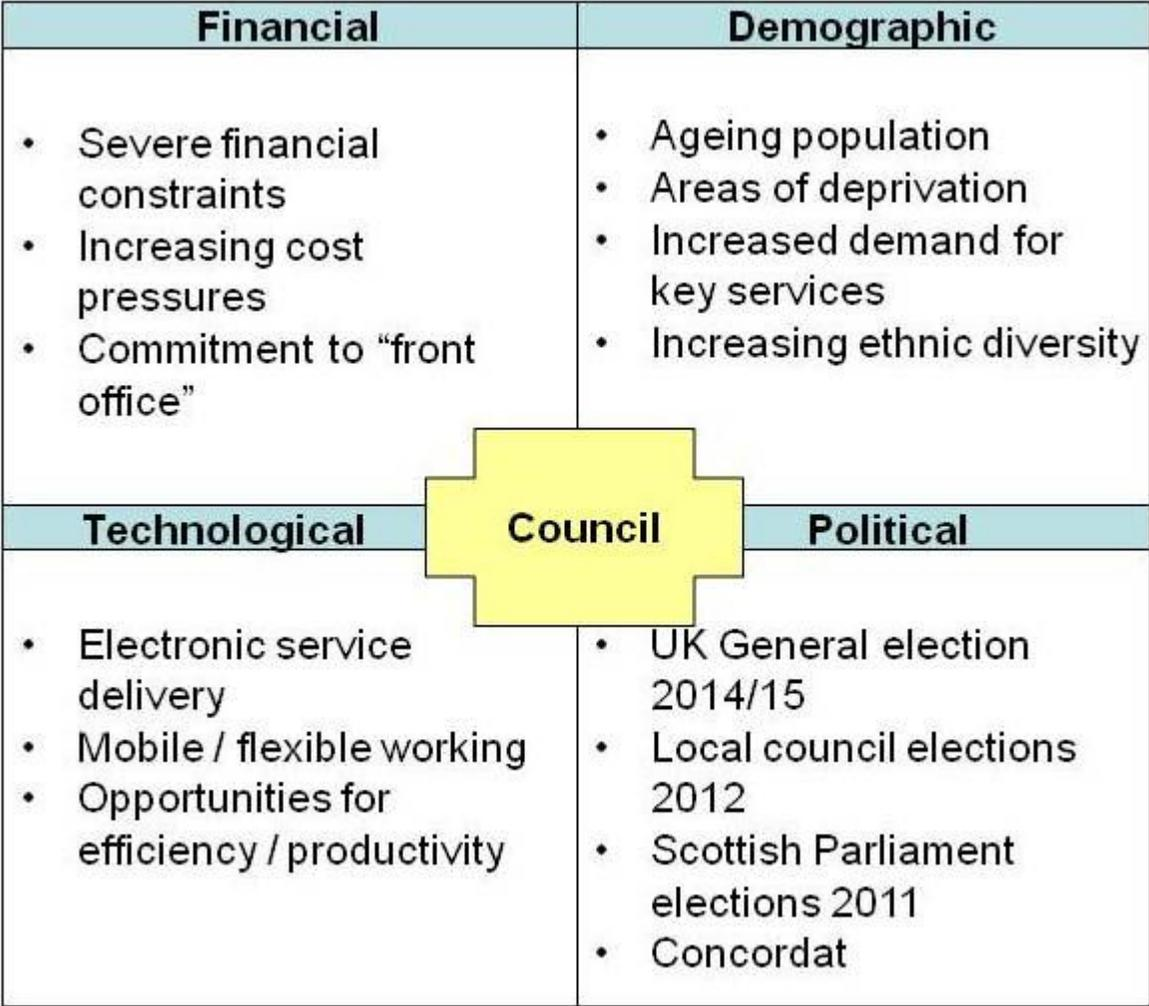 Financial
• Severe financial
constraints
• Increasing cost
pressures
• Commitment to “front
office”
Demographic
• Ageing population
• Areas of deprivation
• Increased demand for
key services
• Increasing ethnic diversity
Council
Technological
• Electronic service
delivery
• Mobile / flexible working
• Opportunities for
efficiency / productivity
Political
• UK General election
2014/15
• Local council elections
2012
• Scottish Parliament
elections 2011
• Concordat